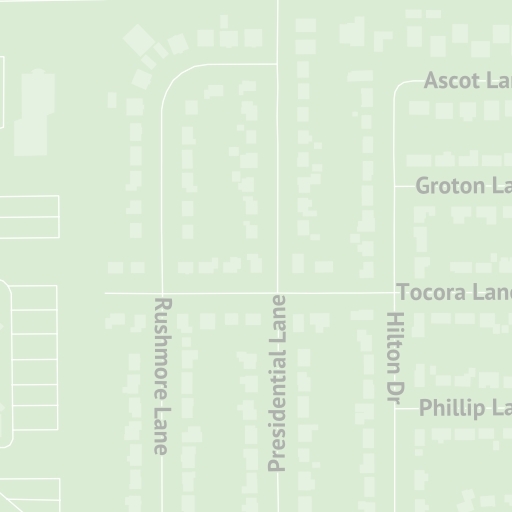 Ascot La
Groton La
Tocora Lane
Rushmore Lane
Presidential Lane
Hilton Dr
Phillip La